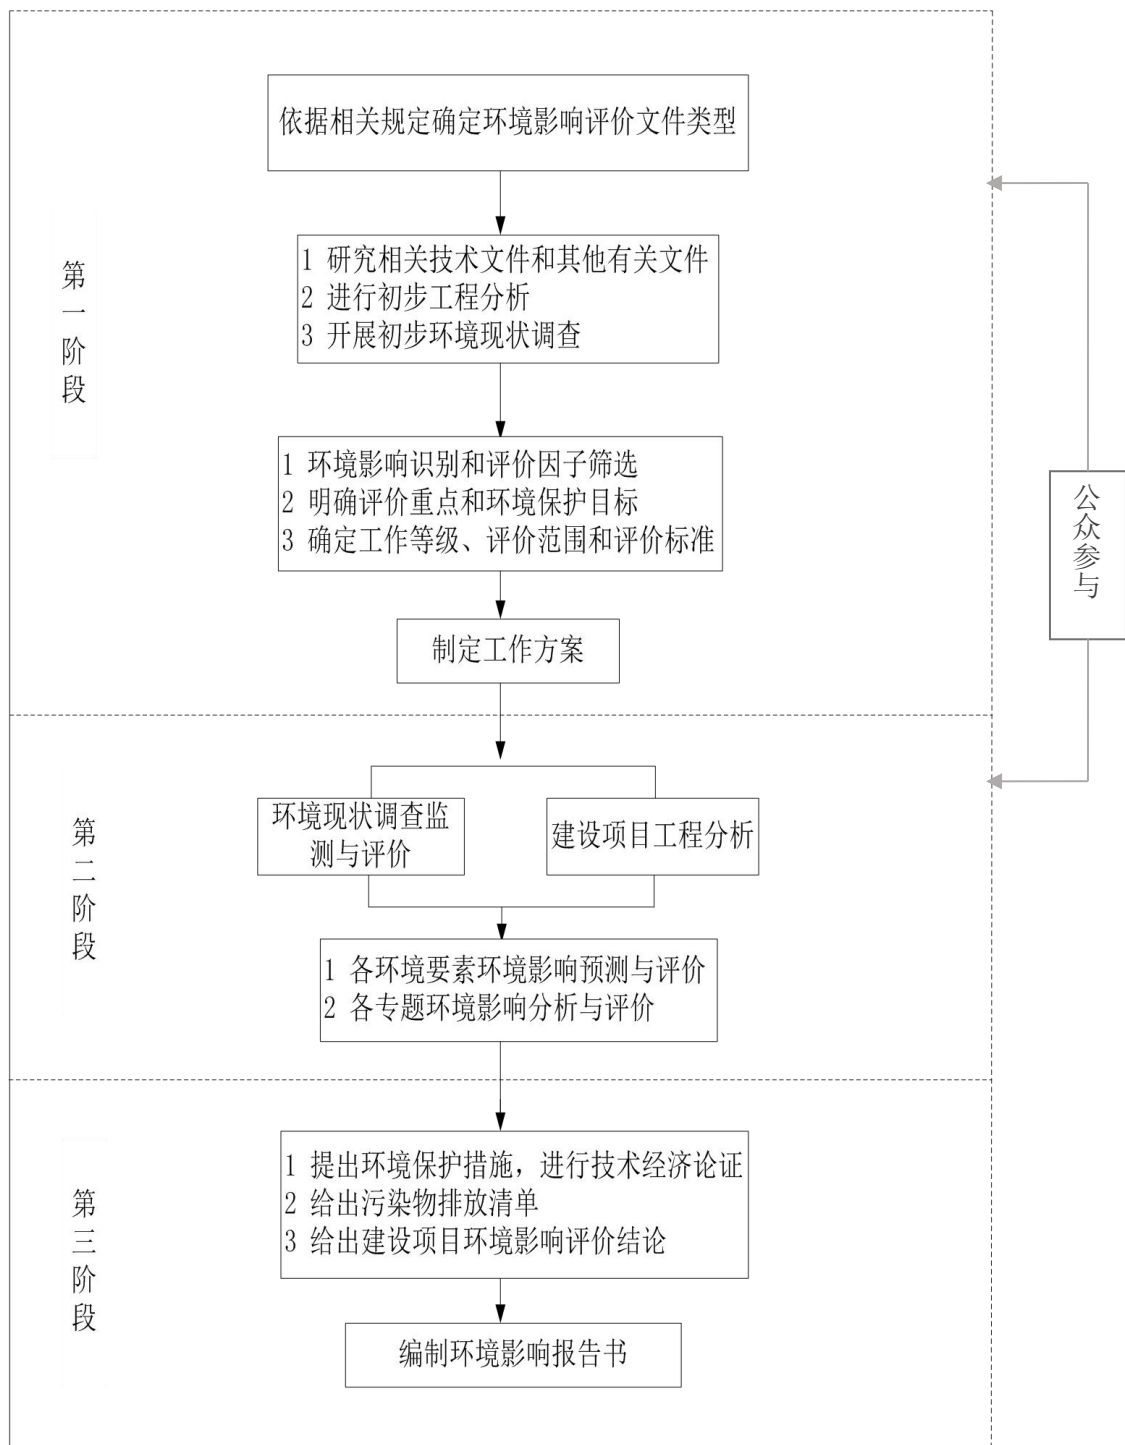 依据相关规定确定环境影响评价文件类型
第一阶段
1 研究相关技术文件和其他有关文件
2 进行初步工程分析
3 开展初步环境现状调查
1 环境影响识别和评价因子筛选
2 明确评价重点和环境保护目标
3 确定工作等级、评价范围和评价标准
制定工作方案
公众参与
第二阶段
环境现状调查监
测与评价
建设项目工程分析
1 各环境要素环境影响预测与评价
2 各专题环境影响分析与评价
第三阶段
1 提出环境保护措施，进行技术经济论证
2 给出污染物排放清单
3 给出建设项目环境影响评价结论
编制环境影响报告书